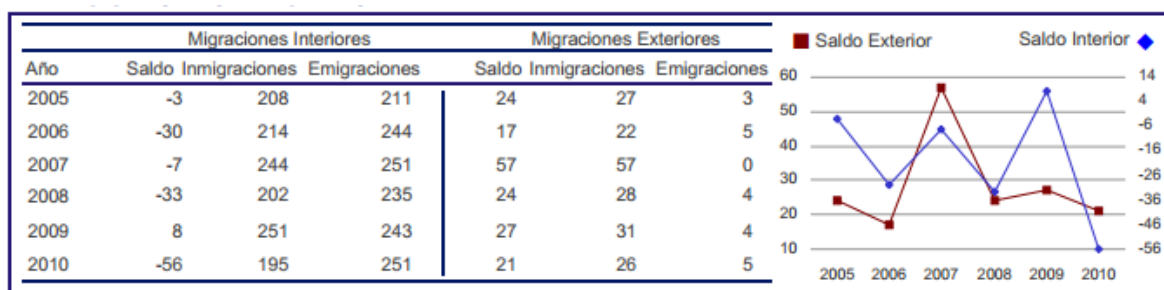 Migraciones Interiores Migraciones Exteriores
Año Saldo Inmigraciones Emigraciones Saldo Inmigraciones Emigraciones
2005 -3 208 211 24 27 3
2006 -30 214 244 17 22 5
2007 -7 244 251 57 57 0
2008 -33 202 235 24 28 4
2009 8 251 243 27 31 4
2010 -56 195 251 21 26 5
Saldo Exterior Saldo Interior
60 14
50 4
-6
40 -16
30 -26
20 -36
-46
10 -56
2005 2006 2007 2008 2009 2010